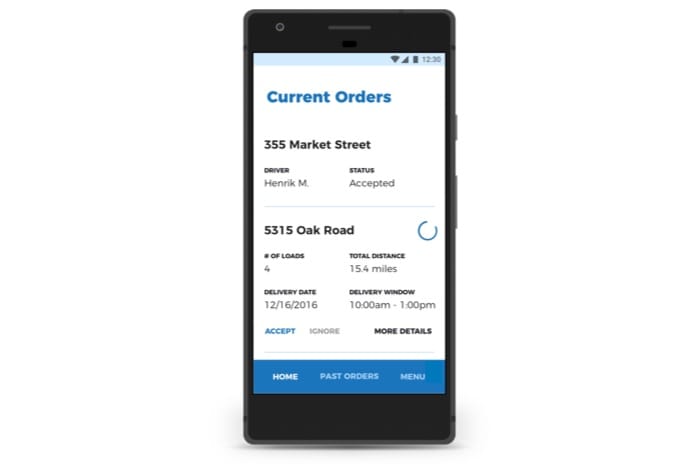 12:30
Current Orders
355 Market Street
DRIVER STATUS
Henrik M. Accepted
5315 Oak Road
# OF LOADS TOTAL DISTANCE
4 15.4 miles
DELIVERY DATE DELIVERY WINDOW
12/16/2016 10:00am - 1:00pm
ACCEPT IGNORE MORE DETAILS
HOME PAST ORDERS MENU